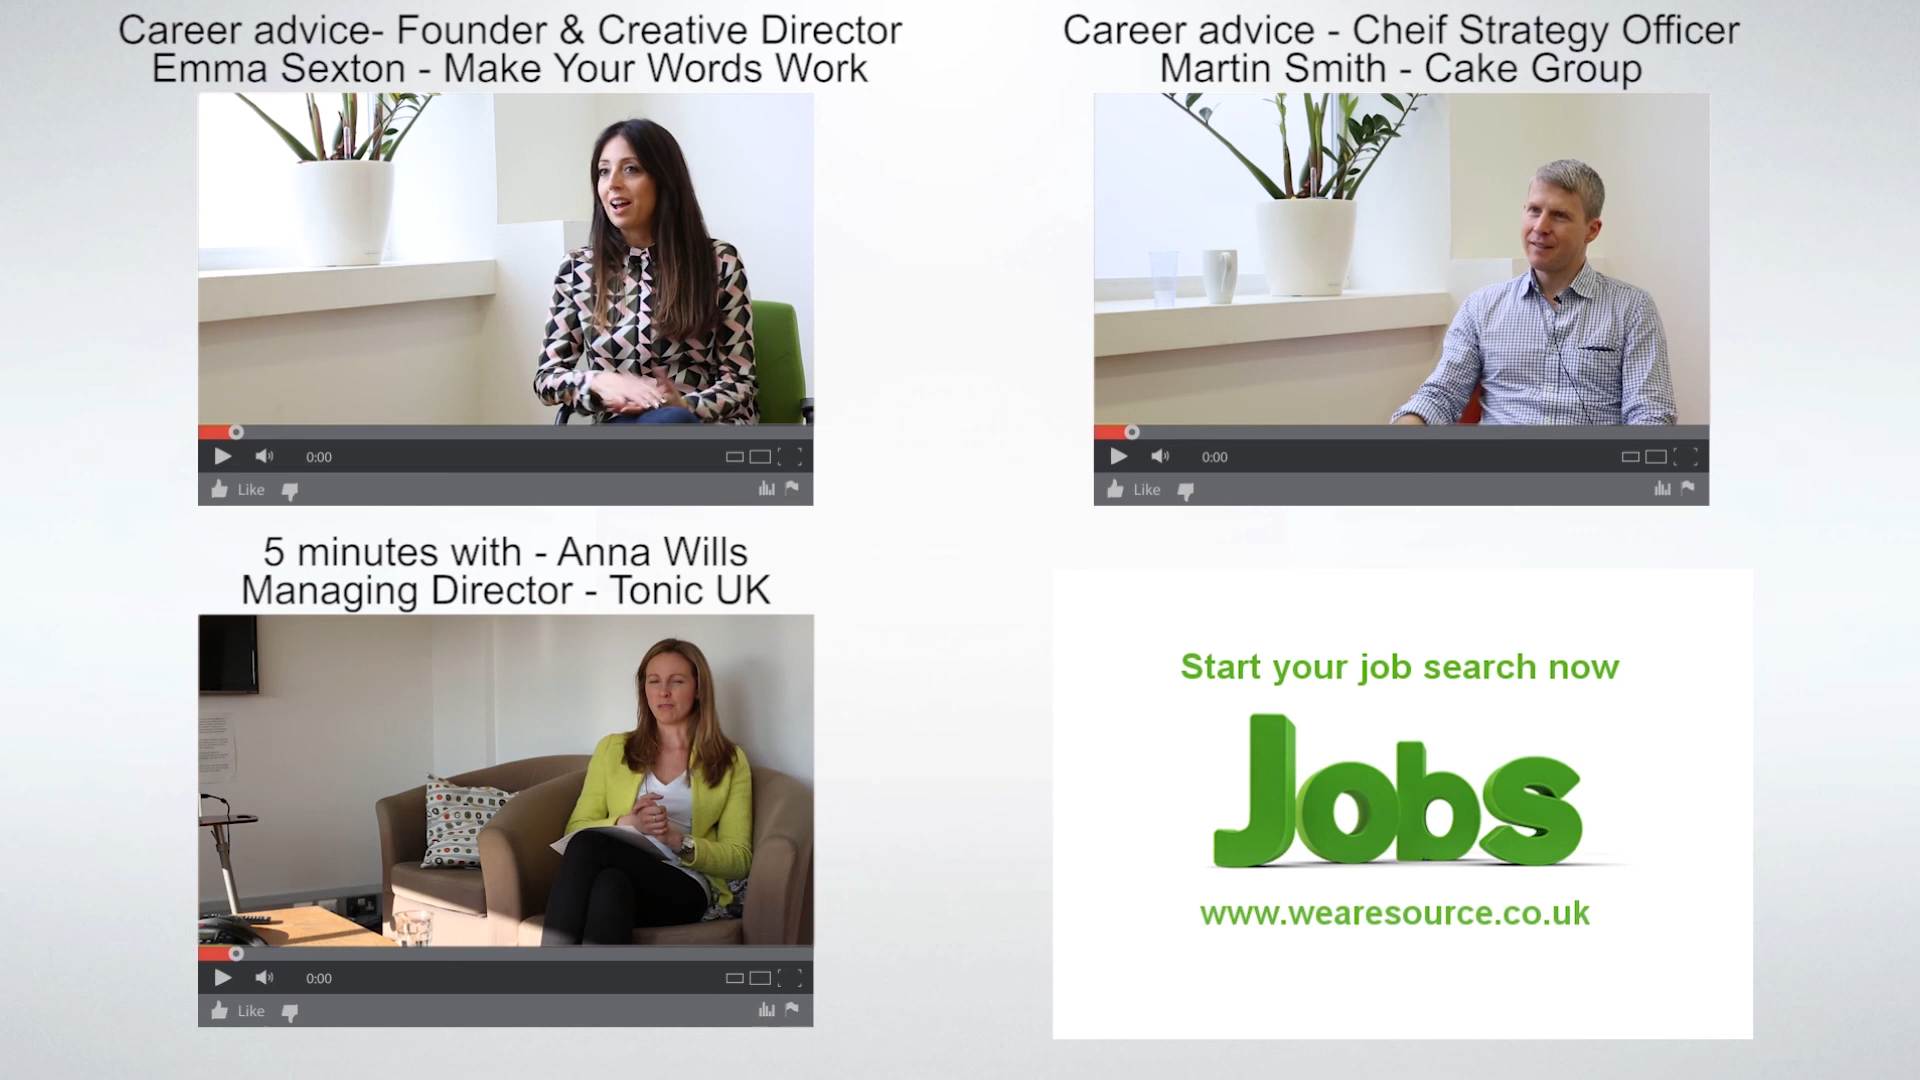 Career advice- Founder & Creative Director
Emma Sexton - Make Your Words Work
0:00
Like
Career advice - Cheif Strategy Officer
Martin Smith - Cake Group
0:00
Like
5 minutes with - Anna Wills
Managing Director - Tonic UK
0:00
Like
Start your job search now
Jobs
www.wearesource.co.uk